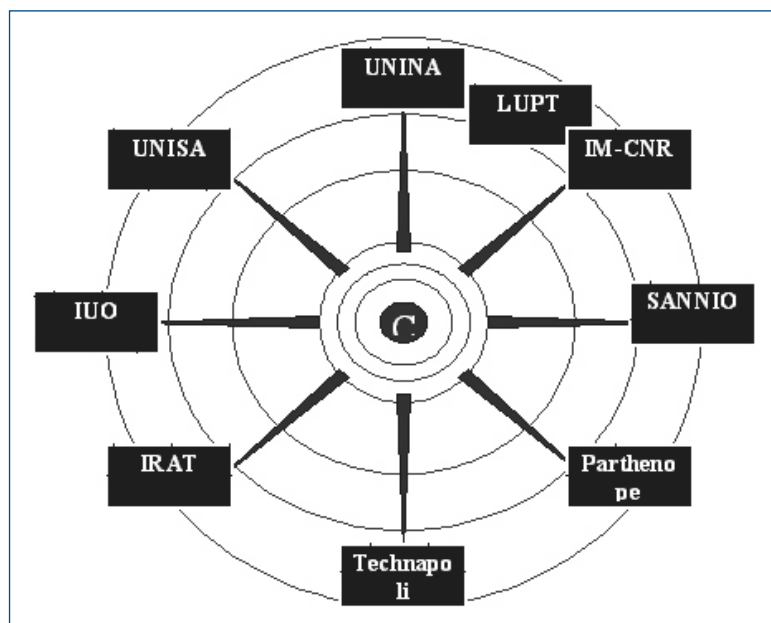 UNINA
LUPT
UNISA
IM-CNR
IUO
C
SANNIO
IRAT
Partheno
pe
Technapo
li